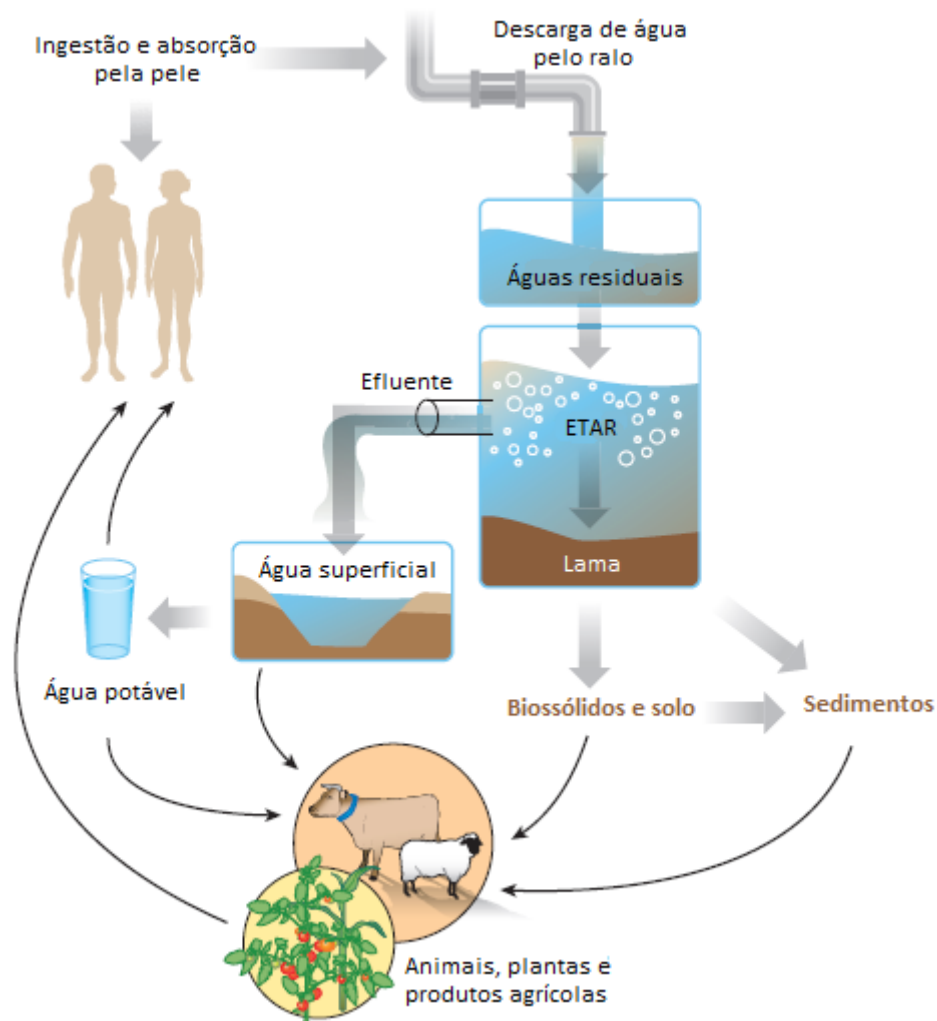 Ingestão e absorção
pela pele
Descarga de água
pelo ralo
Águas residuais
Efluente
ETAR
Água superficial
Lama
Água potável
Biossólidos e solo
Sedimentos
Animais, plantas e
produtos agrícolas